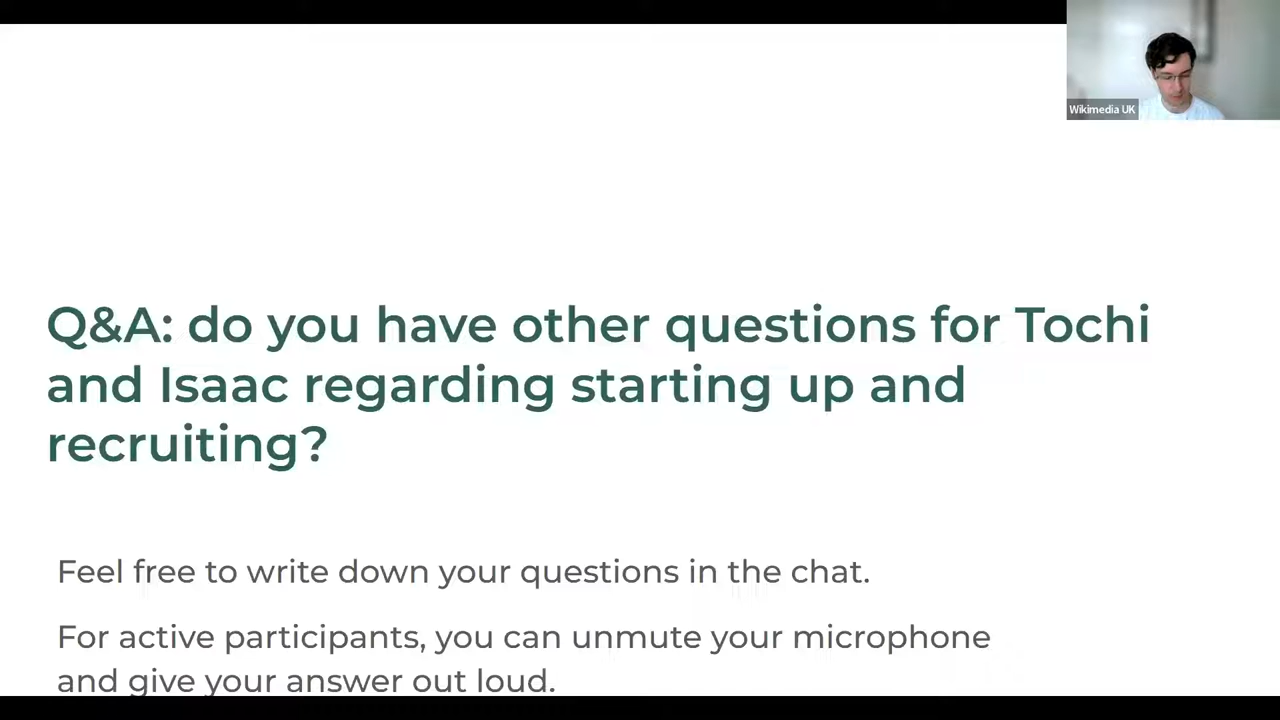 Wikimedia UK
Q&A: do you have other questions for Tochi
and Isaac regarding starting up and
recruiting?
Feel free to write down your questions in the chat.
For active participants, you can unmute your microphone
and give your answer out loud.